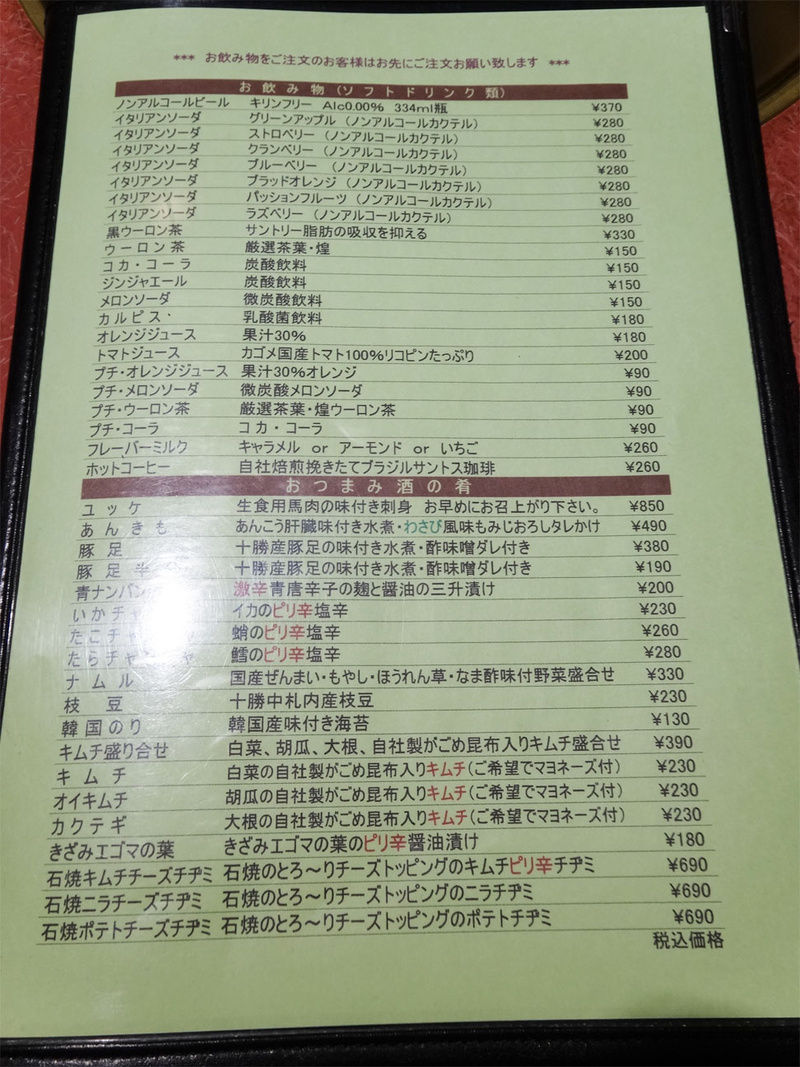 *** お飲み物をご注文のお客様はお先にご注文お願い致します ***
お飲み物(ソフトドリンク類)
ノンアルコールビール キリンフリー Alc0.00% 334ml瓶 ¥370
イタリアンソーダ グリーンアップル (ノンアルコールカクテル) ¥280
イタリアンソーダ ストロベリー (ノンアルコールカクテル) ¥280
イタリアンソーダ クランベリー (ノンアルコールカクテル) ¥280
イタリアンソーダ ブルーベリー (ノンアルコールカクテル) ¥280
イタリアンソーダ ブラッドオレンジ (ノンアルコールカクテル) ¥280
イタリアンソーダ パッションフルーツ (ノンアルコールカクテル) ¥280
イタリアンソーダ ラズベリー (ノンアルコールカクテル) ¥280
黒ウーロン茶 サントリー脂肪の吸収を抑える ¥330
ウーロン茶 厳選茶葉・煌 ¥150
コカ・コーラ 炭酸飲料 ¥150
ジンジャエール 炭酸飲料 ¥150
メロンソーダ 微炭酸飲料 ¥150
カルピス 乳酸菌飲料 ¥180
オレンジジュース 果汁30% ¥180
トマトジュース カゴメ国産トマト100%リコピンたっぷり ¥200
プチ・オレンジジュース 果汁30%オレンジ ¥90
プチ・メロンソーダ 微炭酸メロンソーダ ¥90
プチ・ウーロン茶 厳選茶葉・煌ウーロン茶 ¥90
プチ・コーラ コカ・コーラ ¥90
フレーバーミルク キャラメル or アーモンド or いちご ¥260
ホットコーヒー 自社焙煎挽きたてブラジルサントス珈琲 ¥260
おつまみ酒の肴
ユッケ 生食用馬肉の味付き刺身 お早めにお召上がり下さい。 ¥850
あんきも あんこう肝臓味付き水煮・わさび風味もみじおろしタレかけ ¥490
豚足 十勝産豚足の味付き水煮・酢味噌ダレ付き ¥380
豚足半 十勝産豚足の味付き水煮・酢味噌ダレ付き ¥190
青ナンバン 激辛青唐辛子の麹と醤油の三升漬け ¥200
いかチャ イカのピリ辛塩辛 ¥230
たこチャ 蛸のピリ辛塩辛 ¥260
たらチャンジャ 鱈のピリ辛塩辛 ¥280
ナムル 国産ぜんまい・もやし・ほうれん草・なま酢味付野菜盛合せ ¥330
枝豆 十勝中札内産枝豆 ¥230
韓国のり 韓国産味付き海苔 ¥130
キムチ盛り合せ 白菜、胡瓜、大根、自社製がごめ昆布入りキムチ盛合せ ¥390
キムチ 白菜の自社製がごめ昆布入りキムチ(ご希望でマヨネーズ付) ¥230
オイキムチ 胡瓜の自社製がごめ昆布入りキムチ(ご希望でマヨネーズ付) ¥230
カクテギ 大根の自社製がごめ昆布入りキムチ(ご希望でマヨネーズ付) ¥230
きざみエゴマの葉 きざみエゴマの葉のピリ辛醤油漬け ¥180
石焼キムチチーズチヂミ 石焼のとろ～りチーズトッピングのキムチピリ辛チヂミ ¥690
石焼ニラチーズチヂミ 石焼のとろ～りチーズトッピングのニラチヂミ ¥690
石焼ポテトチーズチヂミ 石焼のとろ～りチーズトッピングのポテトチヂミ ¥690
税込価格